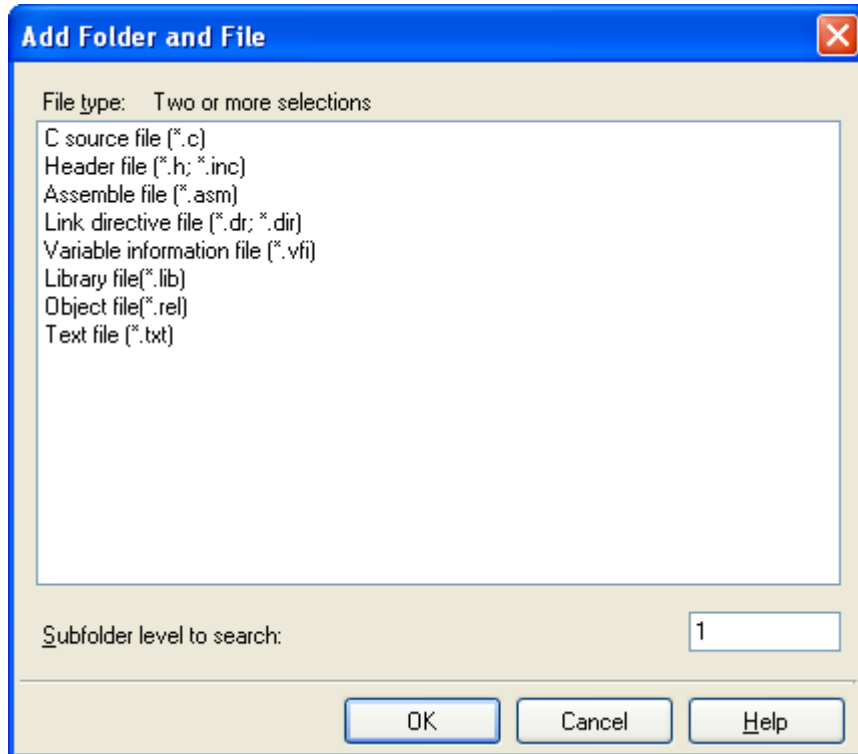 Add Folder and File
File type: Two or more selections
C source file (*.c)
Header file (*.h; *.inc)
Assemble file (*.asm)
Link directive file (*.dr; *.dir)
Variable information file (*.vfi)
Library file(*.lib)
Object file(*.rel)
Text file (*.txt)
Subfolder level to search: 1
OK Cancel Help